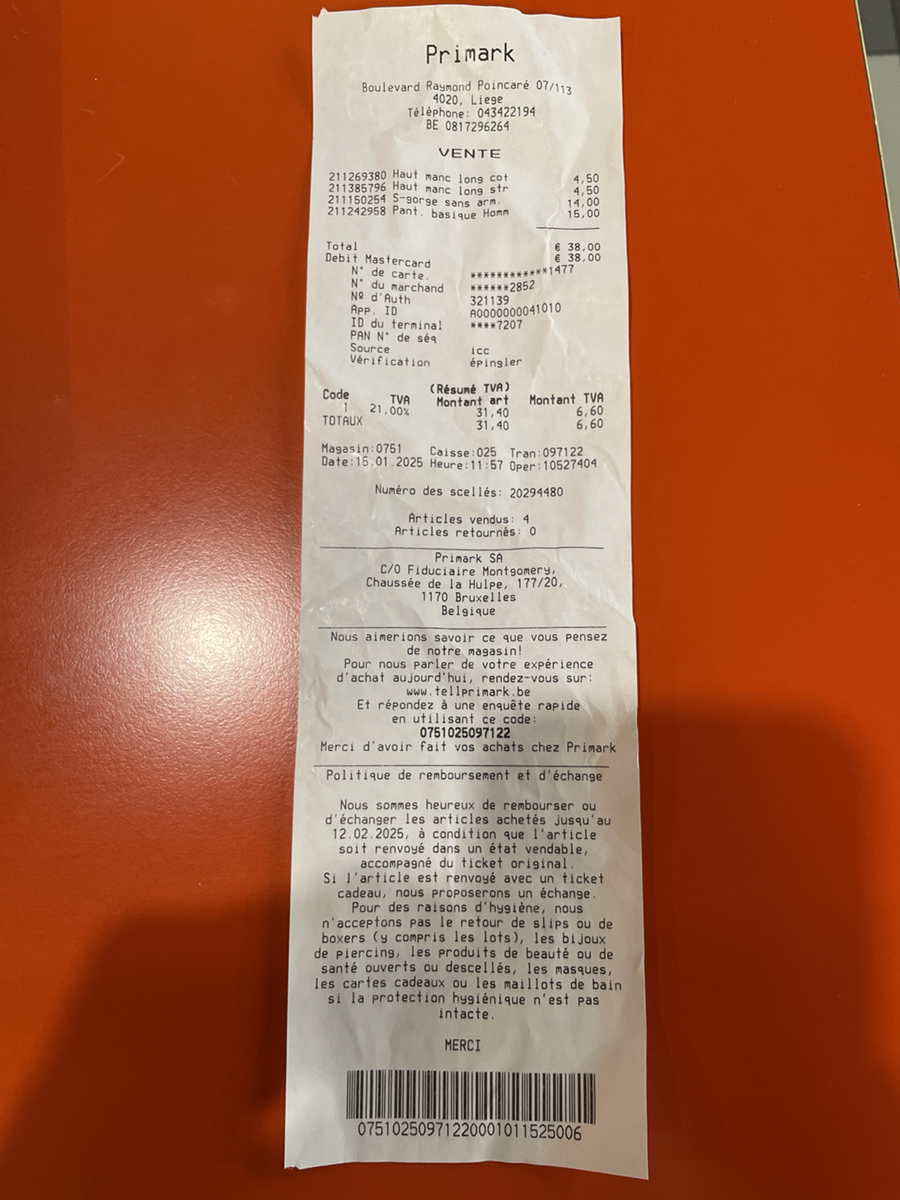 Primark
Boulevard Raymond Poincaré 07/113
4020, Liege
Téléphone: 043422194
BE 0817296264
VENTE
211269380 Haut manc long cot 4,50
211385796 Haut manc long str 4,50
211150254 S-gorge sans arm. 14,00
211242958 Pant. basique Homm 15,00
Total € 38,00
Debit Mastercard € 38,00
N° de carte. ************1477
N° du marchand ******2852
Nº d'Auth 321139
App. ID A0000000041010
ID du terminal ****7207
PAN N° de séq
Source icc
Vérification épingler
(Résumé TVA)
Code TVA Montant art Montant TVA
1 21,00% 31,40 6,60
TOTAUX 31,40 6,60
Magasin:0751 Caisse:025 Tran:097122
Date:15.01.2025 Heure:11:57 Oper:10527404
Numéro des scellés: 20294480
Articles vendus: 4
Articles retournés: 0
Primark SA
C/O Fiduciaire Montgomery,
Chaussée de la Hulpe, 177/20,
1170 Bruxelles
Belgique
Nous aimerions savoir ce que vous pensez
de notre magasin!
Pour nous parler de votre expérience
d'achat aujourd'hui, rendez-vous sur:
www.tellprimark.be
Et répondez à une enquête rapide
en utilisant ce code:
0751025097122
Merci d'avoir fait vos achats chez Primark
Politique de remboursement et d'échange
Nous sommes heureux de rembourser ou
d'échanger les articles achetés jusqu'au
12.02.2025, à condition que l'article
soit renvoyé dans un état vendable,
accompagné du ticket original.
Si l'article est renvoyé avec un ticket
cadeau, nous proposerons un échange.
Pour des raisons d'hygiène, nous
n'acceptons pas le retour de slips ou de
boxers (y compris les lots), les bijoux
de piercing, les produits de beauté ou de
santé ouverts ou descellés, les masques,
les cartes cadeaux ou les maillots de bain
si la protection hygiénique n'est pas
intacte.
MERCI
07510250971220001011525006